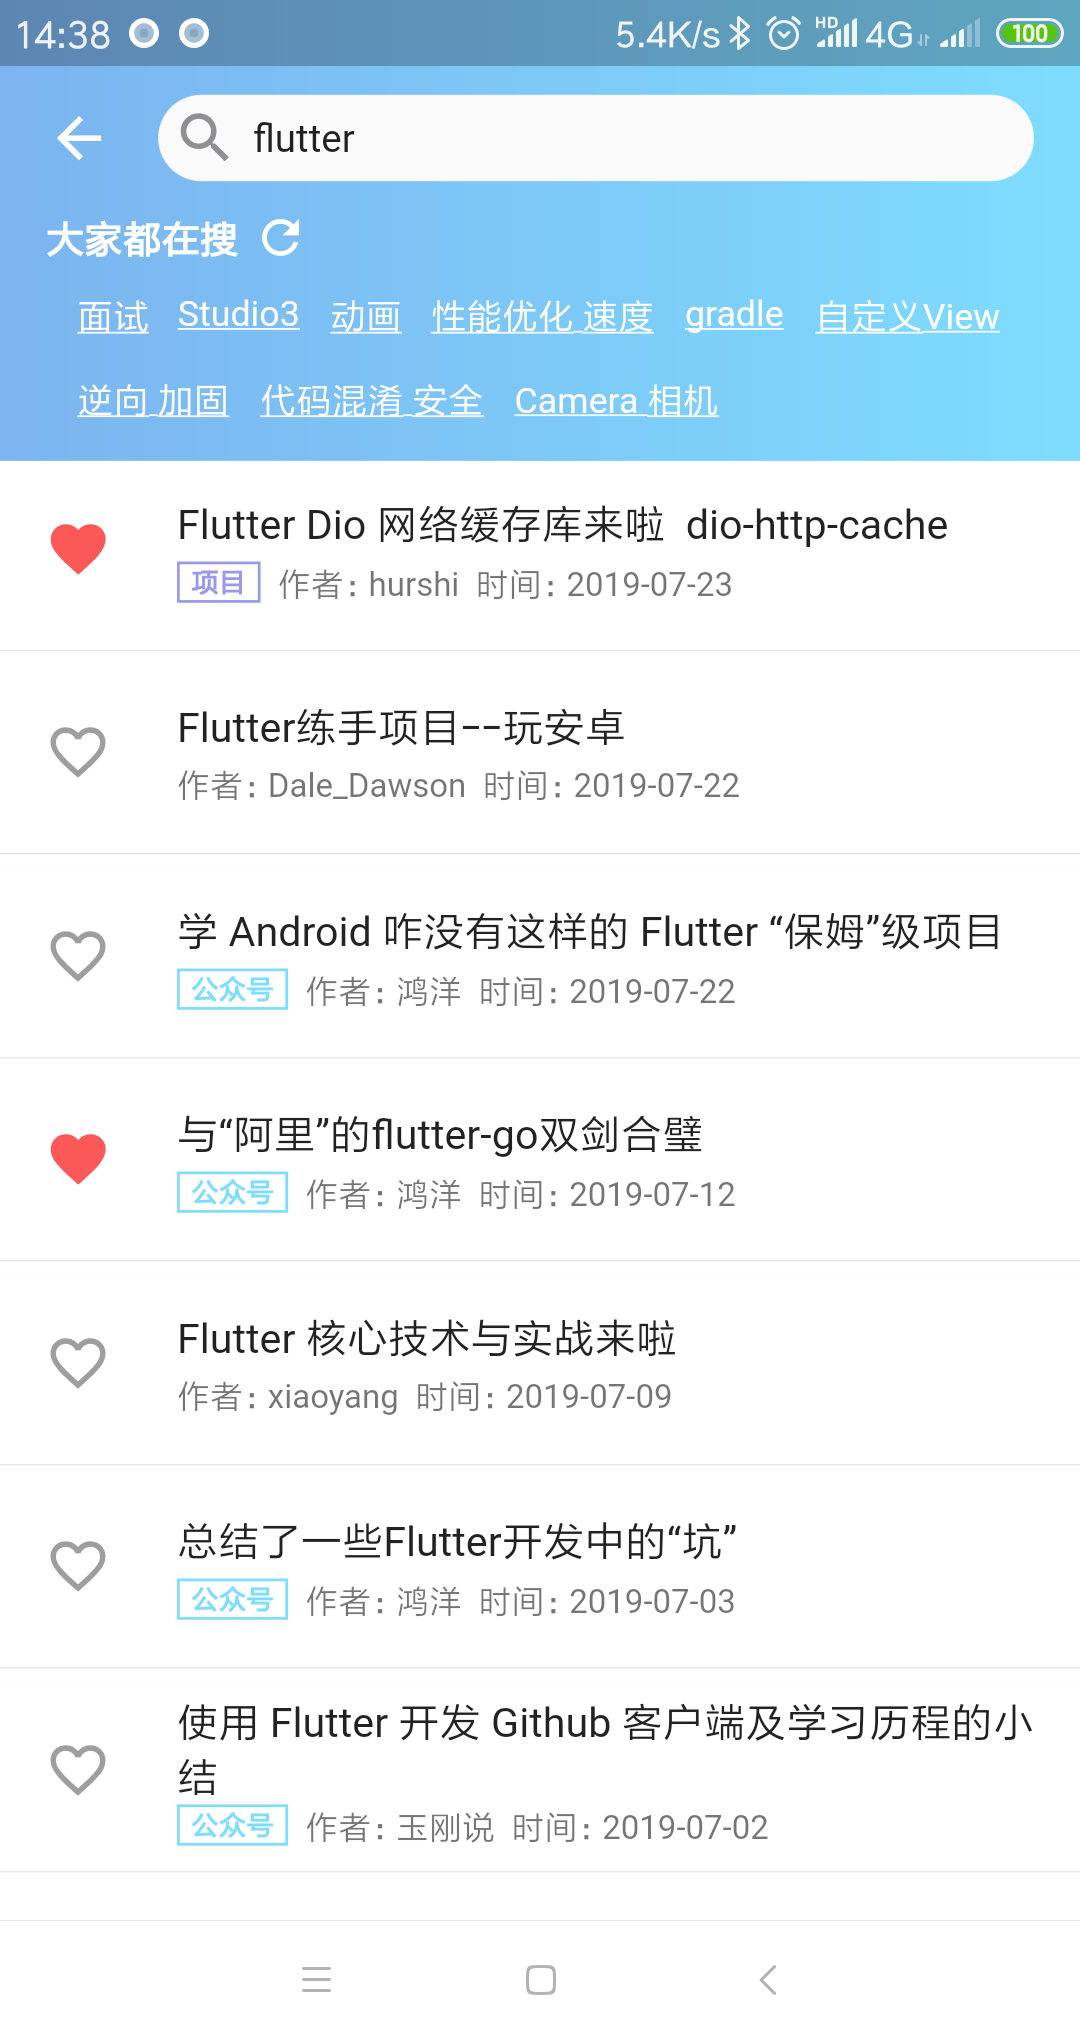 14:38 5.4K/s HD 4G 100
flutter
大家都在搜
面试 Studio3 动画 性能优化 速度 gradle 自定义View
逆向 加固 代码混淆 安全 Camera 相机
Flutter Dio 网络缓存库来啦 dio-http-cache
项目 作者: hurshi 时间: 2019-07-23
Flutter练手项目--玩安卓
作者: Dale_Dawson 时间: 2019-07-22
学 Android 咋没有这样的 Flutter “保姆”级项目
公众号 作者: 鸿洋 时间: 2019-07-22
与“阿里”的flutter-go双剑合璧
公众号 作者: 鸿洋 时间: 2019-07-12
Flutter 核心技术与实战来啦
作者: xiaoyang 时间: 2019-07-09
总结了一些Flutter开发中的“坑”
公众号 作者: 鸿洋 时间: 2019-07-03
使用 Flutter 开发 Github 客户端及学习历程的小
结
公众号 作者: 玉刚说 时间: 2019-07-02